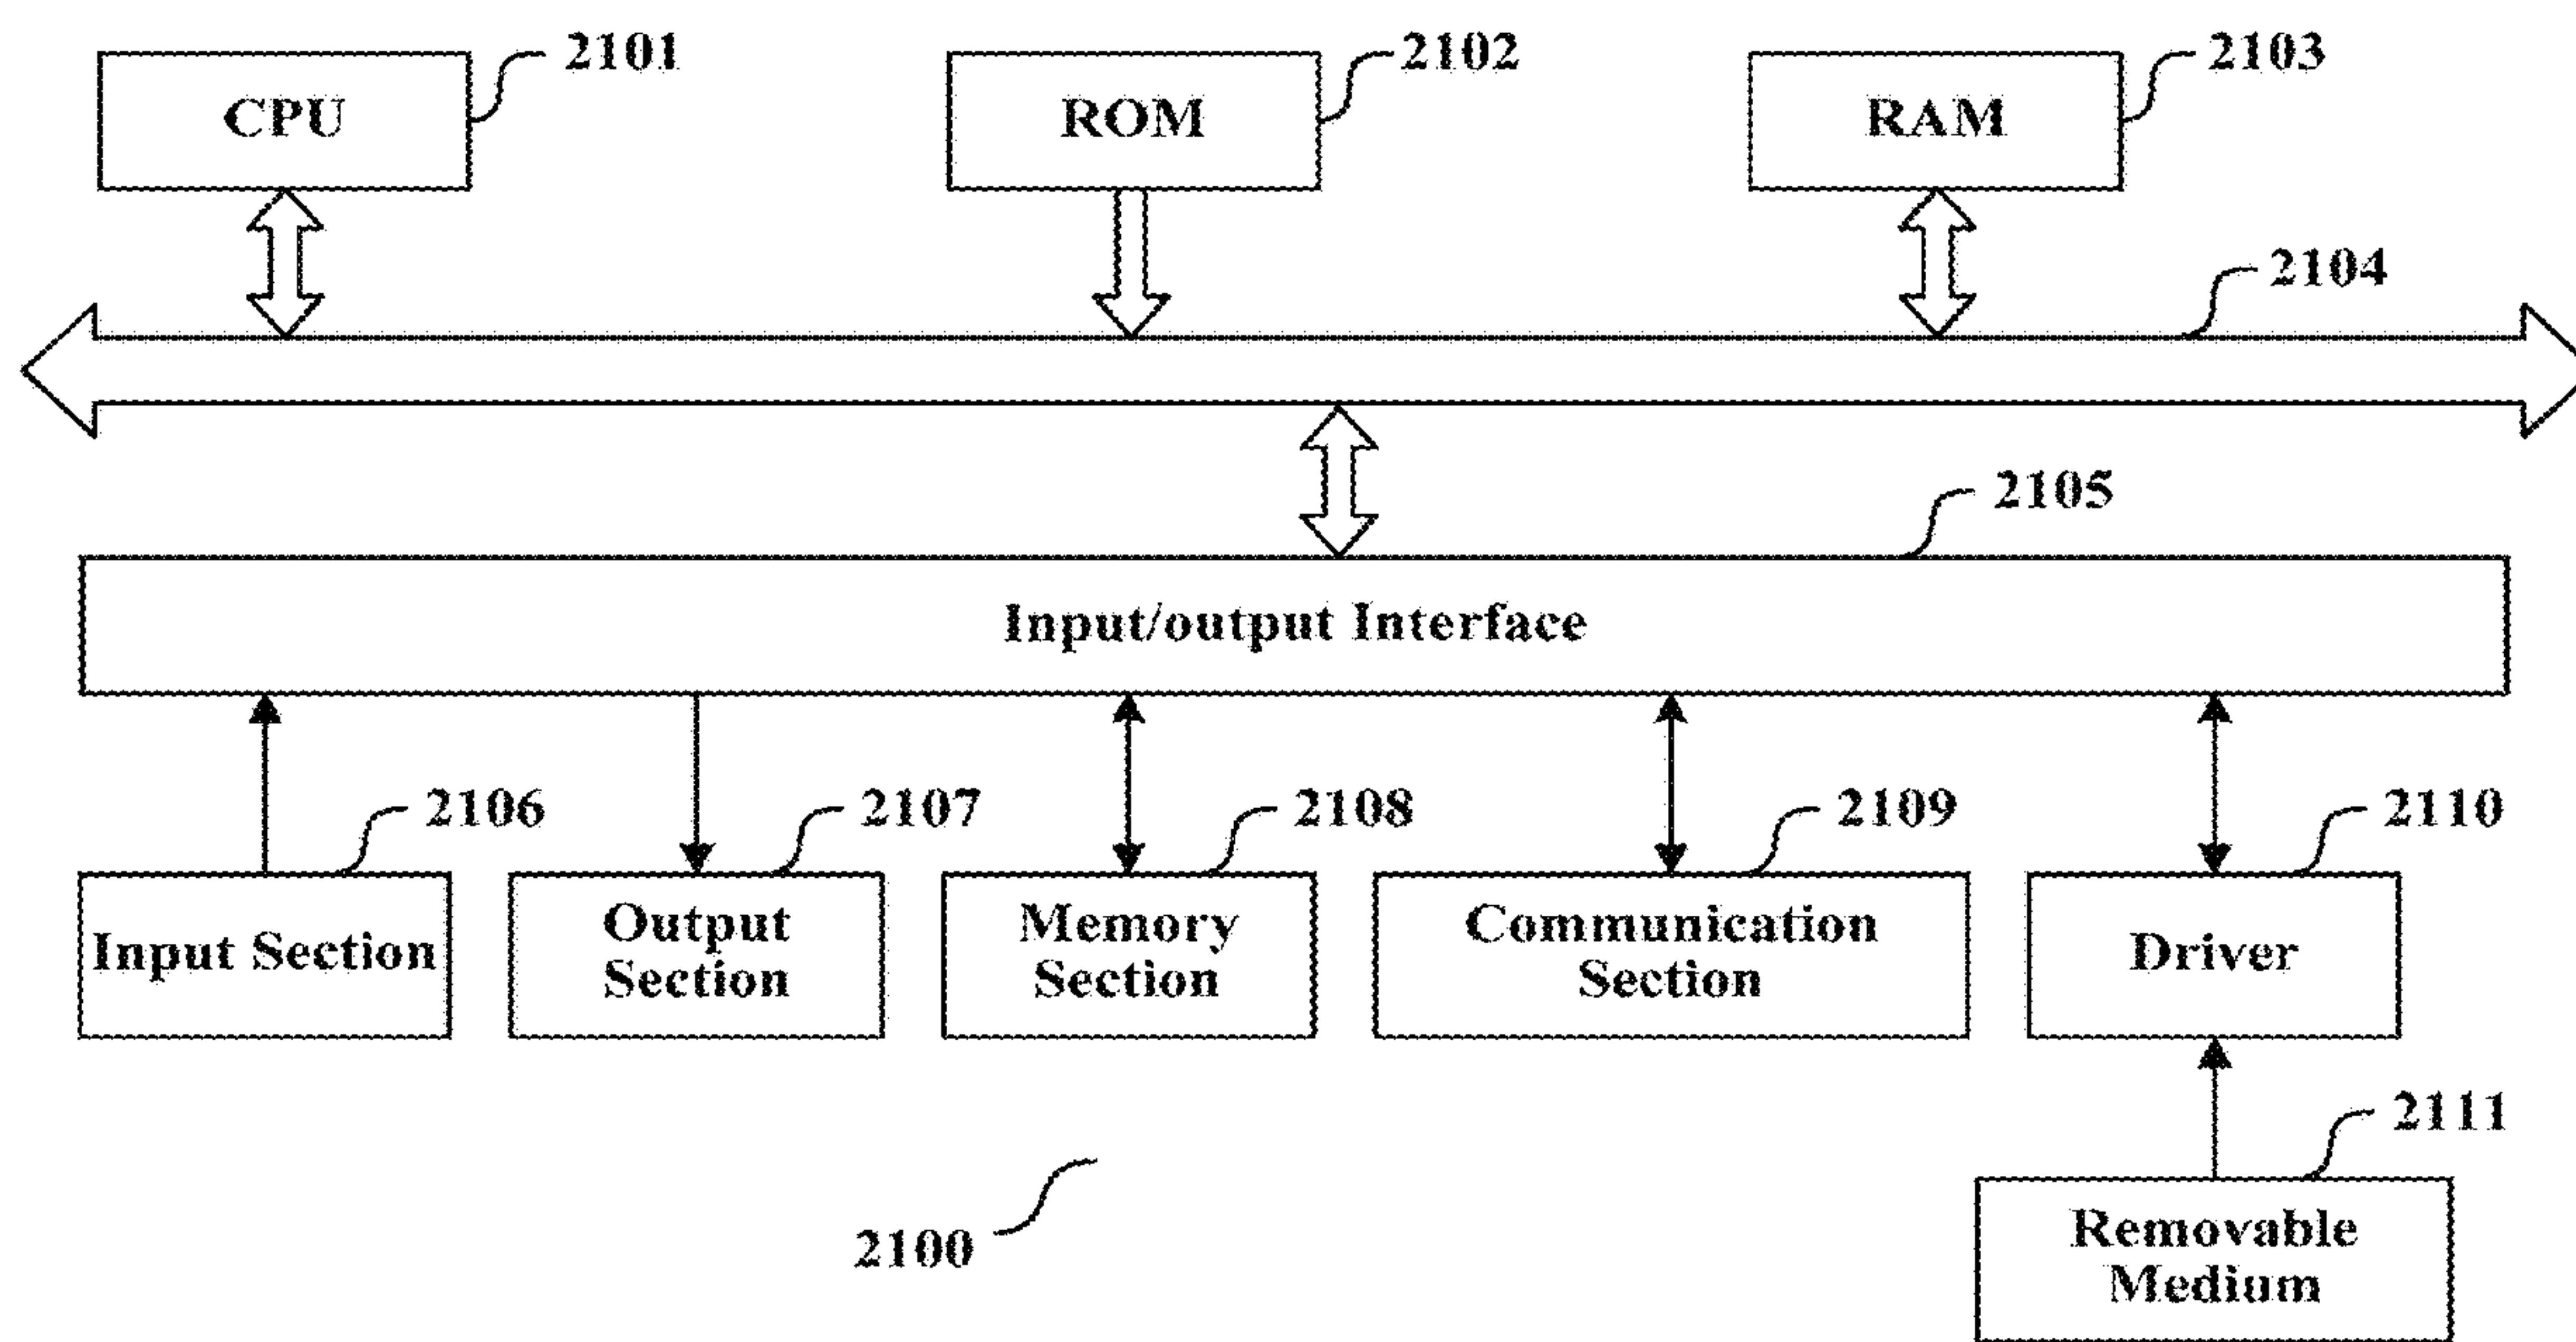 2101
2102
2103
CPU
ROM
RAM
2104
2105
Input/output Interface
2106
2107
2108
2109
2110
Input Section
Output
Section
Memory
Section
Communication
Section
Driver
2111
2100
Removable
Medium